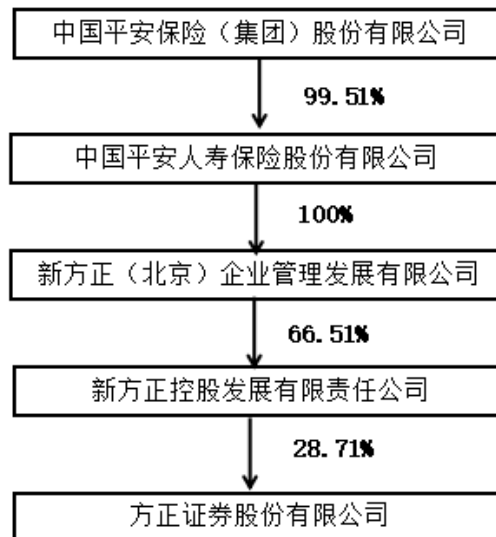 中国平安保险（集团）股份有限公司
99.51%
中国平安人寿保险股份有限公司
100%
新方正（北京）企业管理发展有限公司
66.51%
新方正控股发展有限责任公司
28.71%
方正证券股份有限公司